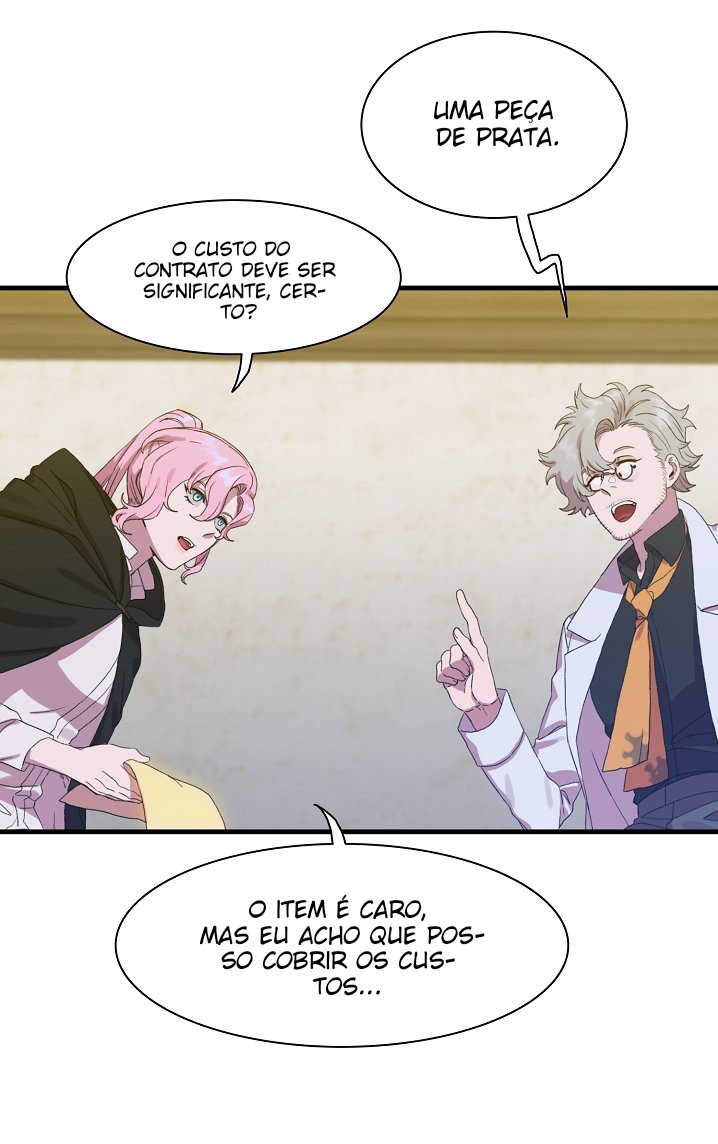 UMA PEÇA
DE PRATA.
O CUSTO DO
CONTRATO DEVE SER
SIGNIFICANTE, CER-
TO?
O ITEM É CARO,
MAS EU ACHO QUE POS-
SO COBRIR OS CUS-
TOS...